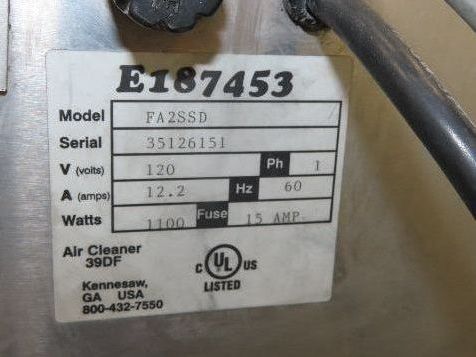 E187453
Model FA2SSD
Serial 35126151
V (volts) 120 Ph 1
A (amps) 12.2 Hz 60
Watts 1100 Fuse 15 AMP.
Air Cleaner
39DF
C UL US
LISTED
Kennesaw,
GA USA
800-432-7550